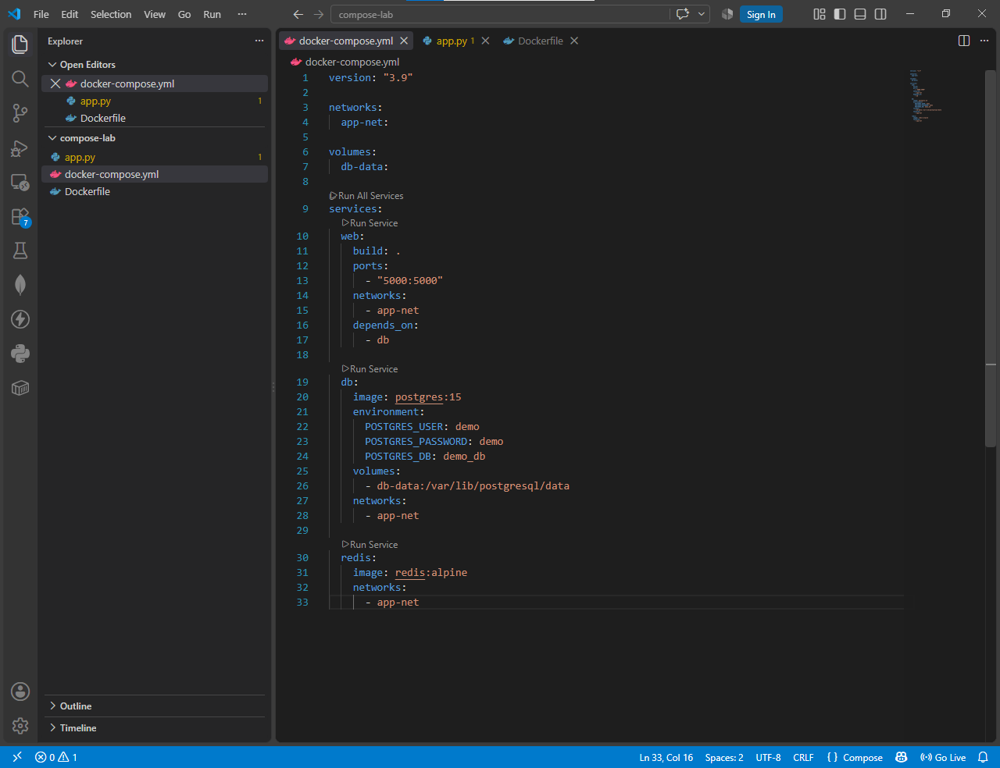 File Edit Selection View Go Run ··· compose-lab Sign In
Explorer
Open Editors
docker-compose.yml
app.py 1
Dockerfile
compose-lab
app.py 1
docker-compose.yml
Dockerfile
7
Outline
Timeline
docker-compose.yml app.py 1 Dockerfile
docker-compose.yml
1 version: "3.9"
2
3 networks:
4 app-net:
5
6 volumes:
7 db-data:
8
Run All Services
9 services:
Run Service
10 web:
11 build: .
12 ports:
13 - "5000:5000"
14 networks:
15 - app-net
16 depends_on:
17 - db
18
Run Service
19 db:
20 image: postgres:15
21 environment:
22 POSTGRES_USER: demo
23 POSTGRES_PASSWORD: demo
24 POSTGRES_DB: demo_db
25 volumes:
26 - db-data:/var/lib/postgresql/data
27 networks:
28 - app-net
29
Run Service
30 redis:
31 image: redis:alpine
32 networks:
33 - app-net
0 1 Ln 33, Col 16 Spaces: 2 UTF-8 CRLF { } Compose Go Live